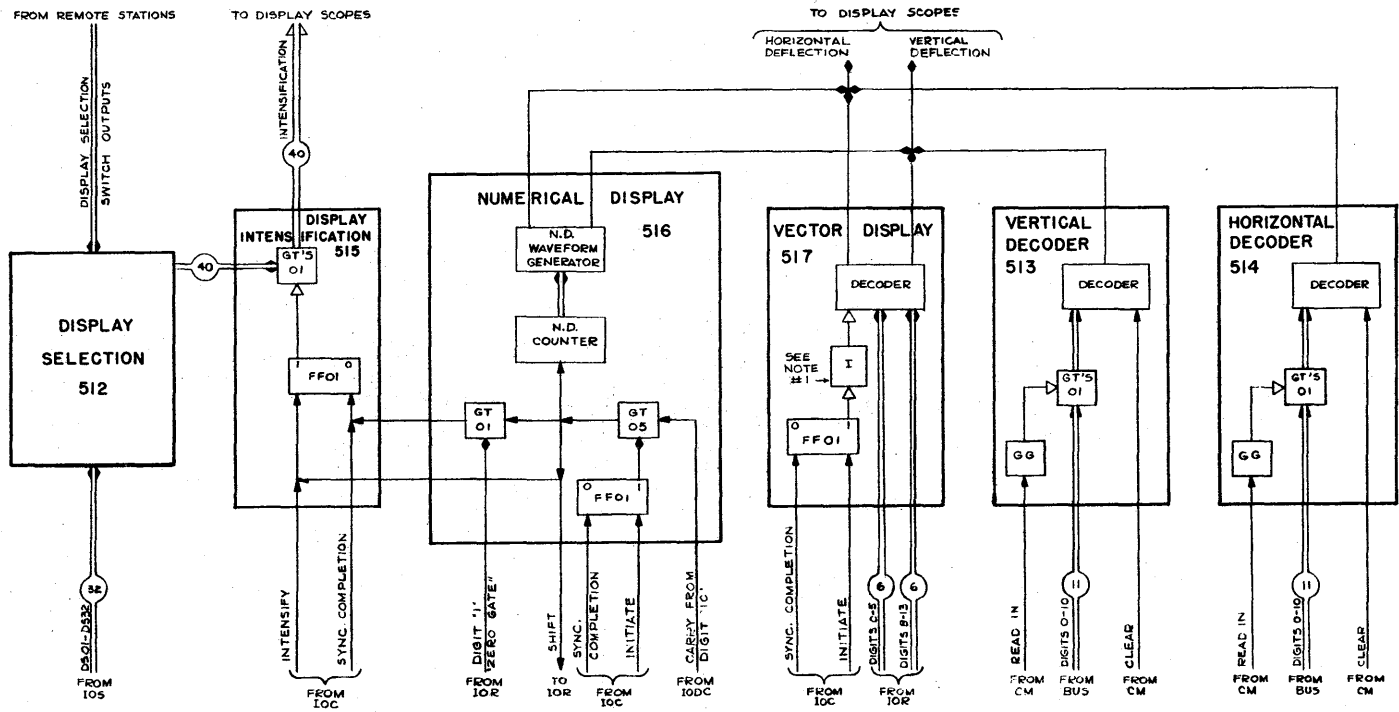 FROM REMOTE STATIONS
TO DISPLAY SCOPES
TO DISPLAY SCOPES
HORIZONTAL DEFLECTION
VERTICAL DEFLECTION
DISPLAY SELECTION
SWITCH OUTPUTS
INTENSIFICATION
40
NUMERICAL DISPLAY
516
N.D.
WAVEFORM
GENERATOR
N.D.
COUNTER
GT
01
GT
05
0 1
FF01
DISPLAY
INTENSIFICATION
515
GT'S
01
1 0
FF01
40
DISPLAY
SELECTION
512
VECTOR DISPLAY
517
DECODER
SEE
NOTE
#1
I
0 1
FF01
VERTICAL
DECODER
513
DECODER
GT'S
01
GG
HORIZONTAL
DECODER
514
DECODER
GT'S
01
GG
32
DS01-DS32
FROM
IOS
INTENSIFY
SYNC. COMPLETION
FROM
IOC
DIGIT "1"
"ZERO GATE"
FROM
IOR
SHIFT
TO
IOR
SYNC.
COMPLETION
INITIATE
FROM
IOC
CARRY FROM
DIGIT "10"
FROM
IODC
SYNC. COMPLETION
INITIATE
FROM
IOC
6
DIGITS 0-5
6
DIGITS 8-13
FROM
IOR
READ IN
FROM
CM
11
DIGITS 0-10
FROM
BUS
CLEAR
FROM
CM
READ IN
FROM
CM
11
DIGITS 0-10
FROM
BUS
CLEAR
FROM
CM